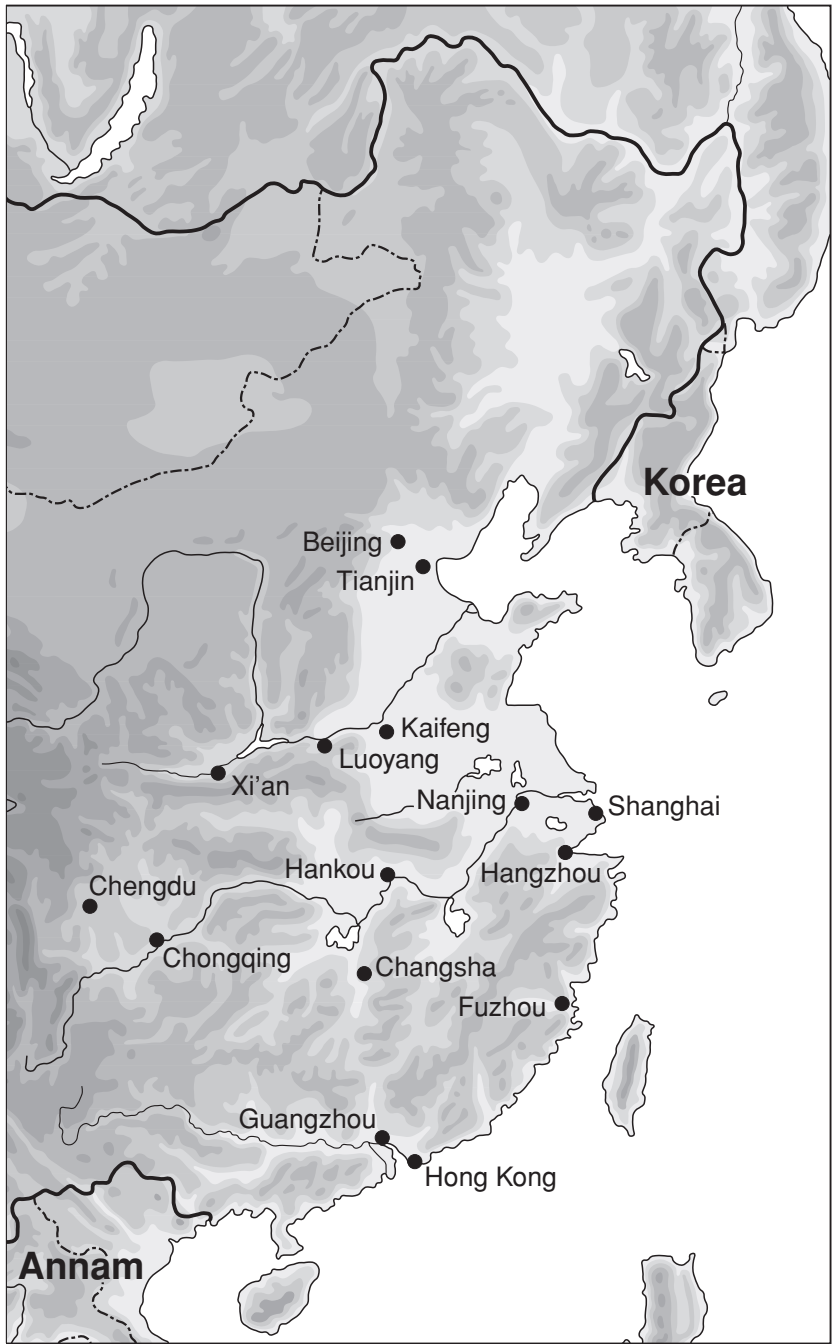 Korea
Beijing
Tianjin
Kaifeng
Luoyang
Xi’an
Nanjing
Shanghai
Hankou
Hangzhou
Chengdu
Chongqing
Changsha
Fuzhou
Guangzhou
Hong Kong
Annam